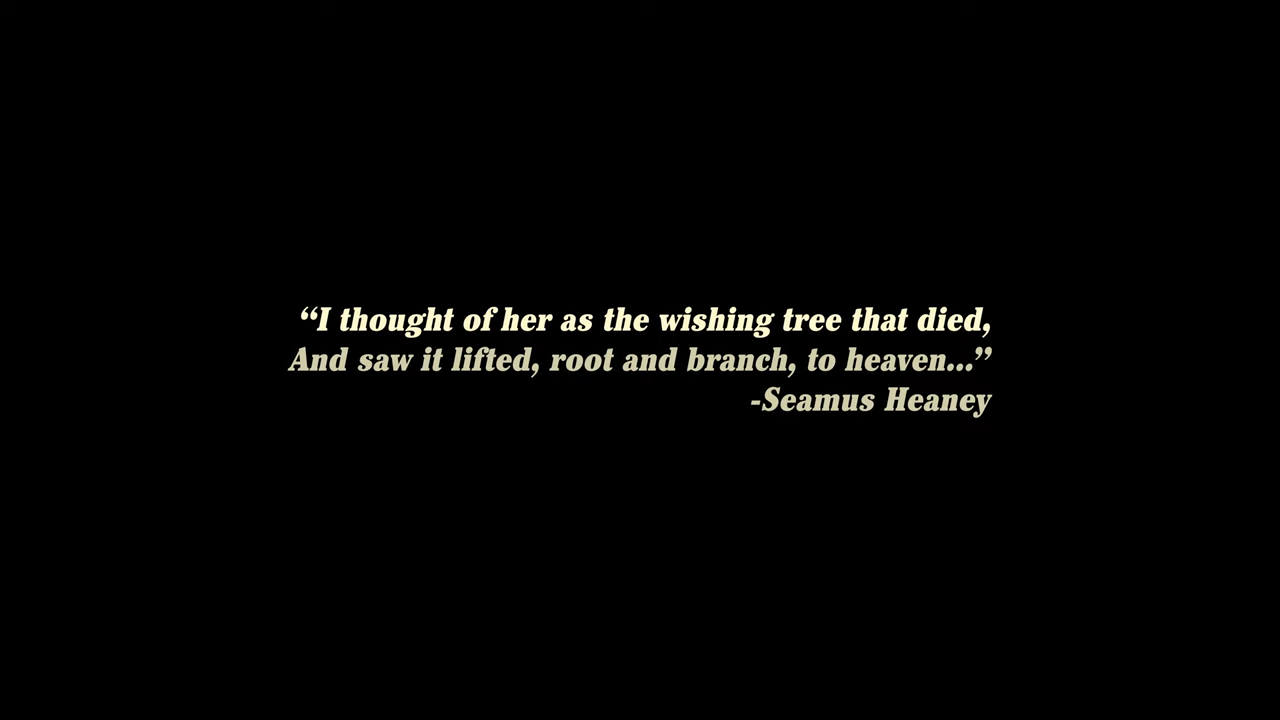 “I thought of her as the wishing tree that died,
And saw it lifted, root and branch, to heaven...”
-Seamus Heaney